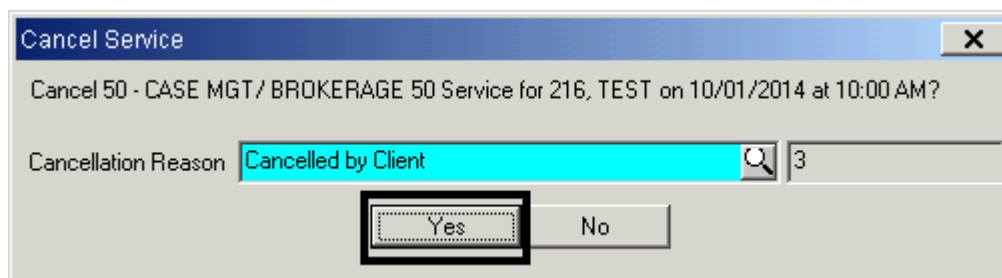 Cancel Service
Cancel 50 - CASE MGT/ BROKERAGE 50 Service for 216, TEST on 10/01/2014 at 10:00 AM?
Cancellation Reason Cancelled by Client 3
Yes No